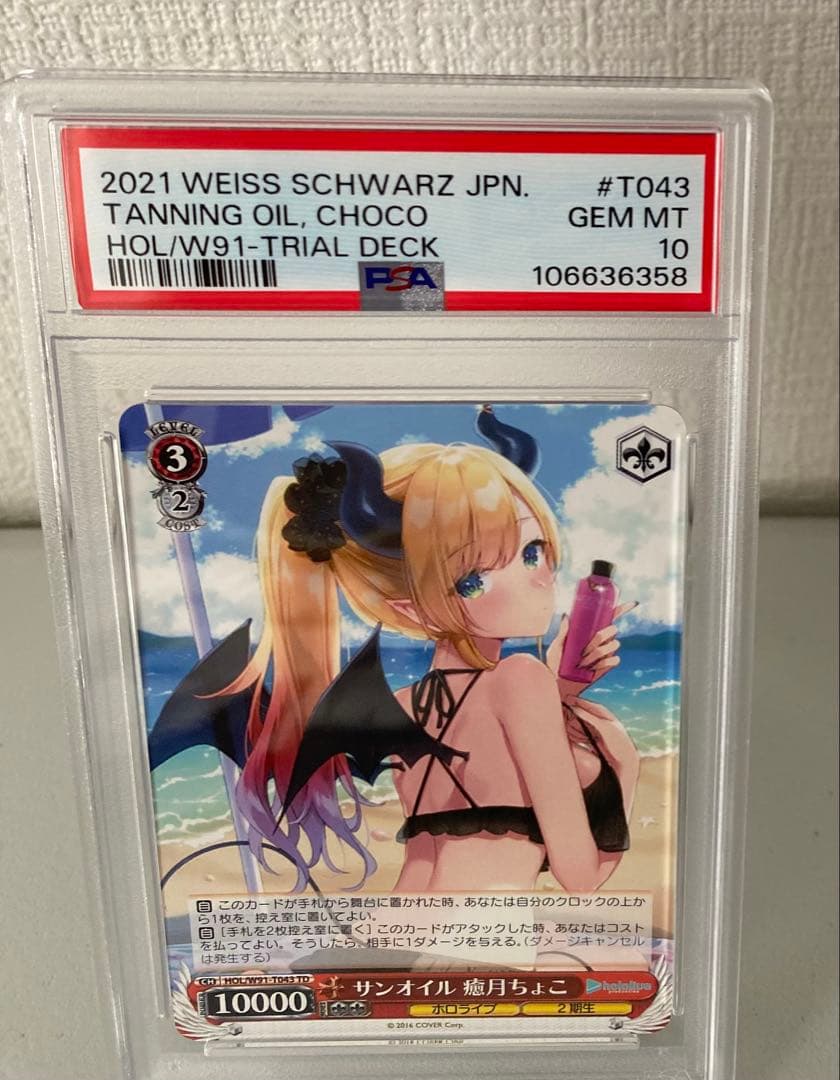 2021 WEISS SCHWARZ JPN. #T043
TANNING OIL, CHOCO GEM MT
HOL/W91-TRIAL DECK 10
PSA 106636358
LEVEL
3
2
COST
このカードが手札から舞台に置かれた時、あなたは自分のクロックの上か
ら1枚を、控え室に置いてよい。
[手札を2枚控え室に置く] このカードがアタックした時、あなたはコスト
を払ってよい。そうしたら、相手に1ダメージを与える。(ダメージキャンセル
は発生する)
CH HOL/W91-T043 TD
10000 サンオイル 癒月ちょこ hololive
ホロライブ 2期生
© 2016 COVER Corp.